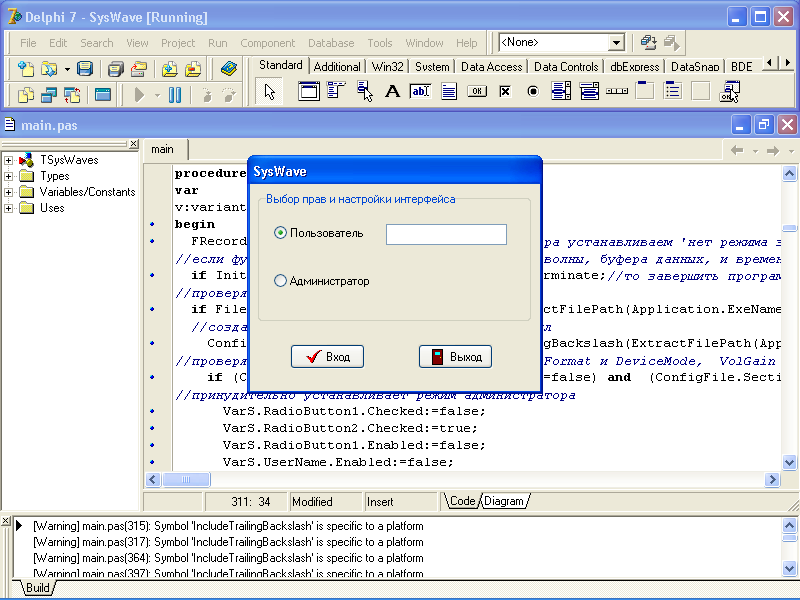 Delphi 7 - SysWave [Running]
File Edit Search View Project Run Component Database Tools Window Help <None>
Standard Additional Win32 System Data Access Data Controls dbExpress DataSnap BDE
main.pas
TSysWaves
Types
Variables/Constants
Uses
main
procedure
var
v:variant
begin
FRecord ра устанавливаем 'нет режима з
//если фу волны, буфера данных, и времен
if Init rminate;//то завершить програм
//проверя
if File ctFilePath(Application.ExeName
//созда л
Confi gBackslash(ExtractFilePath(App
//проверя Format и DeviceMode, VolGain
if (C =false) and (ConfigFile.Secti
//принудительно устанавливает режим администратора
VarS.RadioButton1.Checked:=false;
VarS.RadioButton2.Checked:=true;
VarS.RadioButton1.Enabled:=false;
VarS.UserName.Enabled:=false;
SysWave
Выбор прав и настройки интерфейса
Пользователь
Администратор
Вход Выход
311: 34 Modified Insert Code Diagram
[Warning] main.pas(315): Symbol 'IncludeTrailingBackslash' is specific to a platform
[Warning] main.pas(317): Symbol 'IncludeTrailingBackslash' is specific to a platform
[Warning] main.pas(364): Symbol 'IncludeTrailingBackslash' is specific to a platform
[Warning] main.pas(397): Symbol 'IncludeTrailingBackslash' is specific to a platform
Build